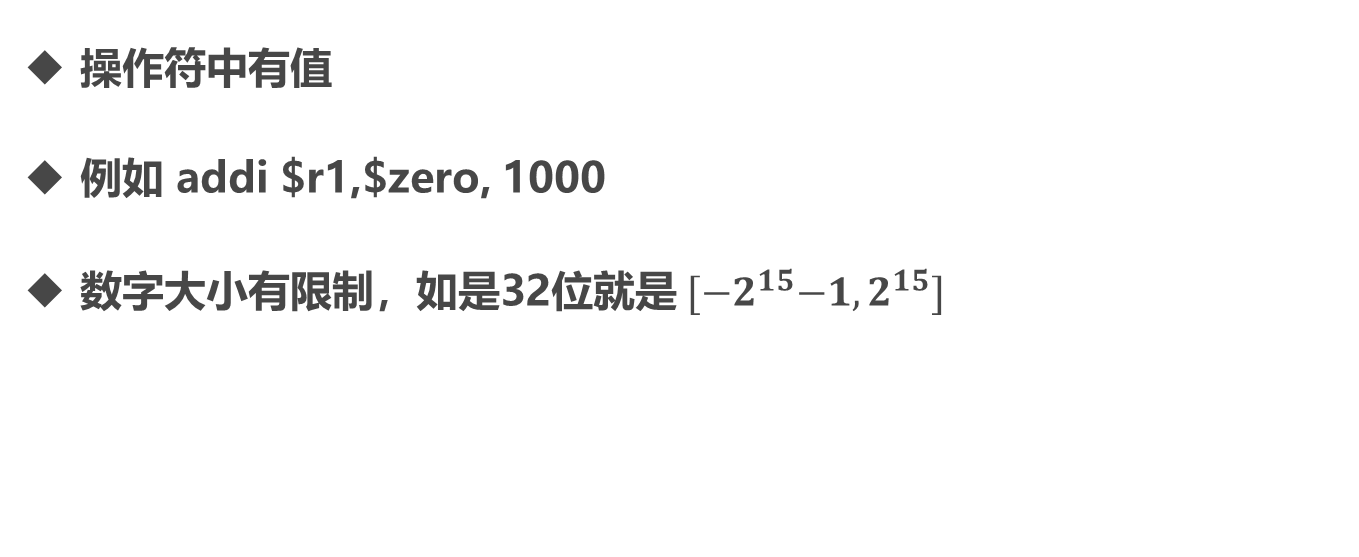 ◆ 操作符中有值
◆ 例如 addi $r1,$zero, 1000
◆ 数字大小有限制，如是32位就是 [−2¹⁵−1, 2¹⁵]